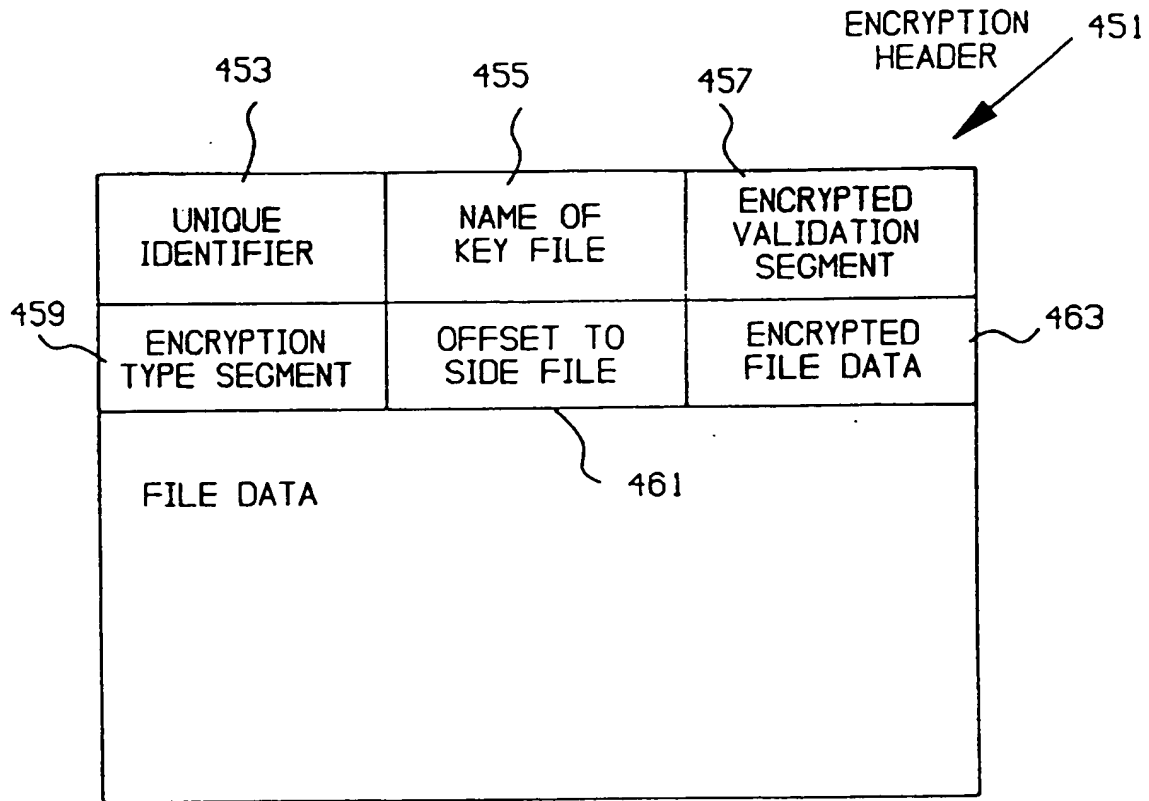 ENCRYPTION
HEADER
451
453
455
457
UNIQUE
IDENTIFIER
NAME OF
KEY FILE
ENCRYPTED
VALIDATION
SEGMENT
459
ENCRYPTION
TYPE SEGMENT
OFFSET TO
SIDE FILE
ENCRYPTED
FILE DATA
463
461
FILE DATA